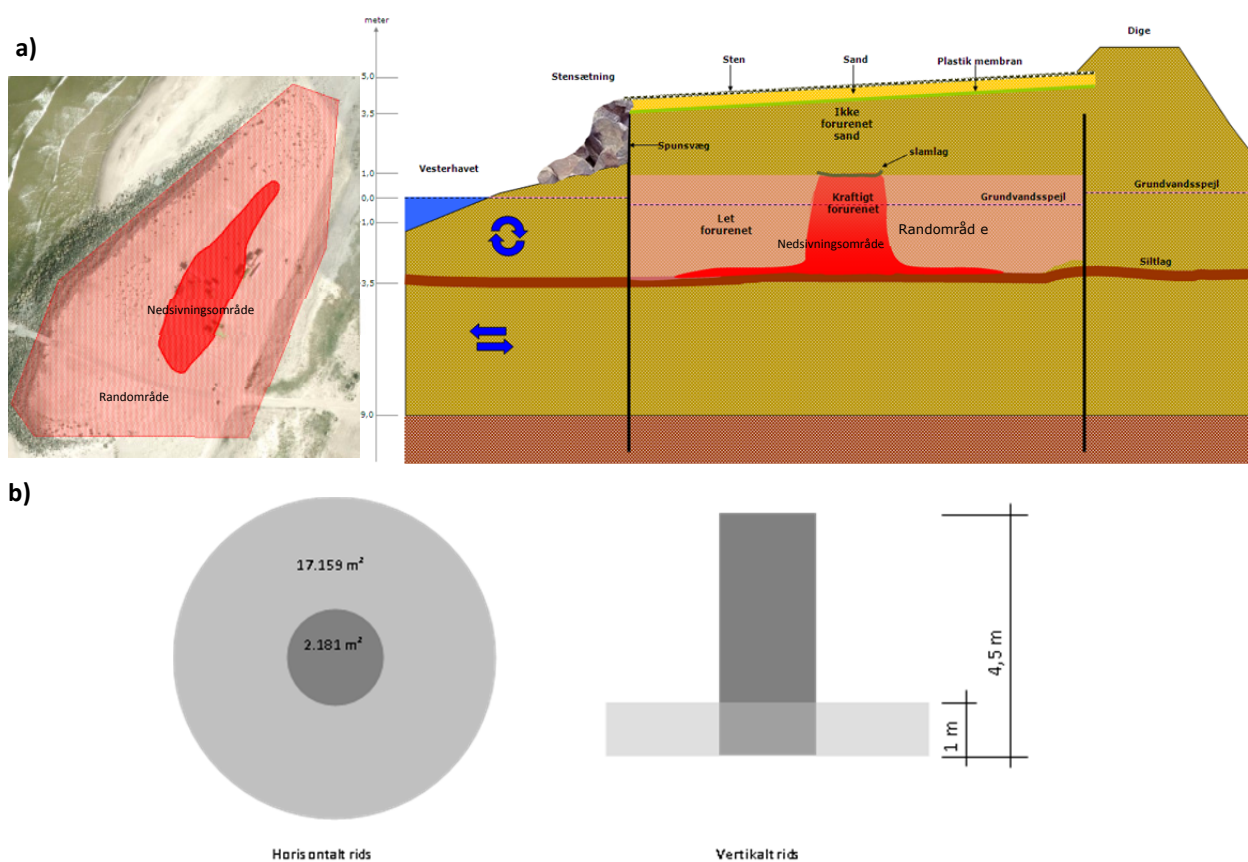 a)
Nedsivningsområde
Randområde
meter
5.0
3.5
1.0
0.0
1.0
3.5
9.0
Dige
Stensætning
Sten
Sand
Plastik membran
Ikke
forurenet
sand
Spunsvæg
slamlag
Vesterhavet
Grundvandsspejl
Grundvandsspejl
Kraftigt
forurenet
Let
forurenet
Randområd e
Nedsivningsområde
Siltlag
b)
17.159 m²
2.181 m²
4,5 m
1 m
Horisontalt rids
Vertikalt rids